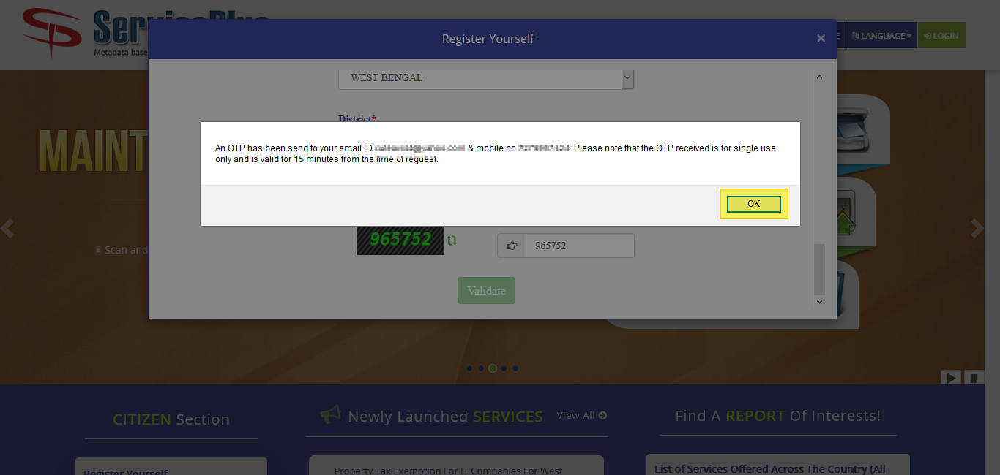 ServicePlus
Metadata-base
LANGUAGE
LOGIN
Register Yourself
×
WEST BENGAL
District*
MAINT
An OTP has been send to your email ID & mobile no . Please note that the OTP received is for single use
only and is valid for 15 minutes from the time of request.
OK
965752
965752
Scan and
Validate
CITIZEN Section
Newly Launched SERVICES
View All
Find A REPORT Of Interests!
Register Yourself
Property Tax Exemption For IT Companies For West
List of Services Offered Across The Country (All